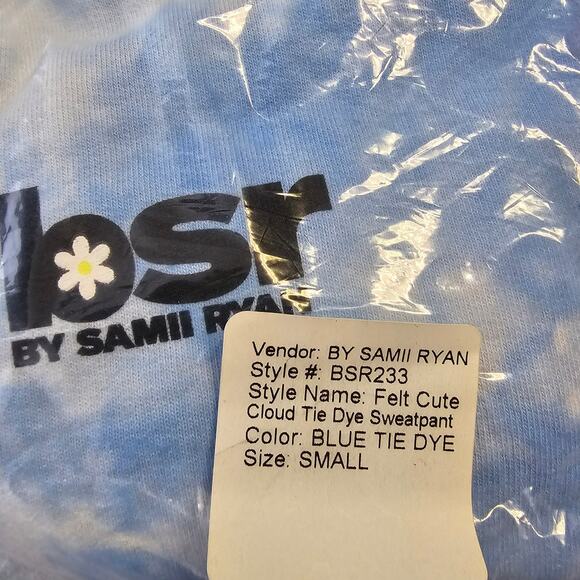 bsr
BY SAMII RYAN
Vendor: BY SAMII RYAN
Style #: BSR233
Style Name: Felt Cute
Cloud Tie Dye Sweatpant
Color: BLUE TIE DYE
Size: SMALL